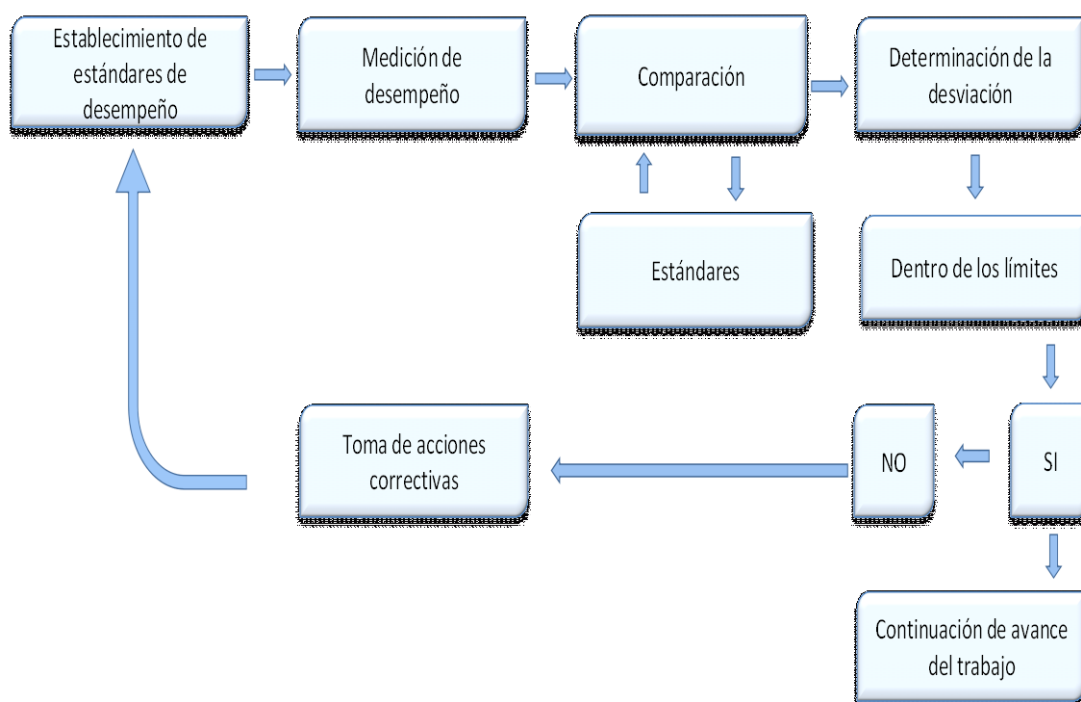 Establecimiento de
estándares de
desempeño
Medición de
desempeño
Comparación
Determinación de la
desviación
Estándares
Dentro de los límites
Toma de acciones
correctivas
NO
SI
Continuación de avance
del trabajo